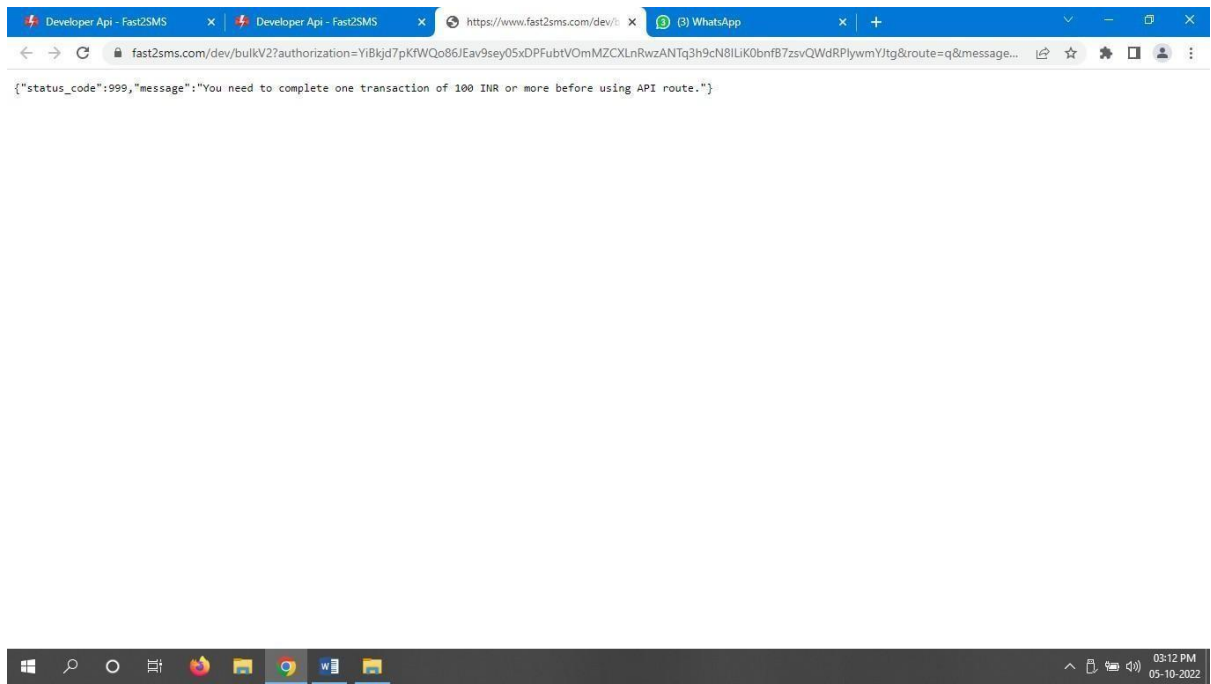 Developer Api - Fast2SMS
Developer Api - Fast2SMS
https://www.fast2sms.com/dev/b
(3) WhatsApp
fast2sms.com/dev/bulkV2?authorization=YiBkjd7pKfWQo86JEav9sey05xDPFubtVOmMZCXLnRwzANTq3h9cN8ILiK0bnfB7zsvQWdRPlywmYJtg&route=q&message...
{"status_code":999,"message":"You need to complete one transaction of 100 INR or more before using API route."}
03:12 PM
05-10-2022